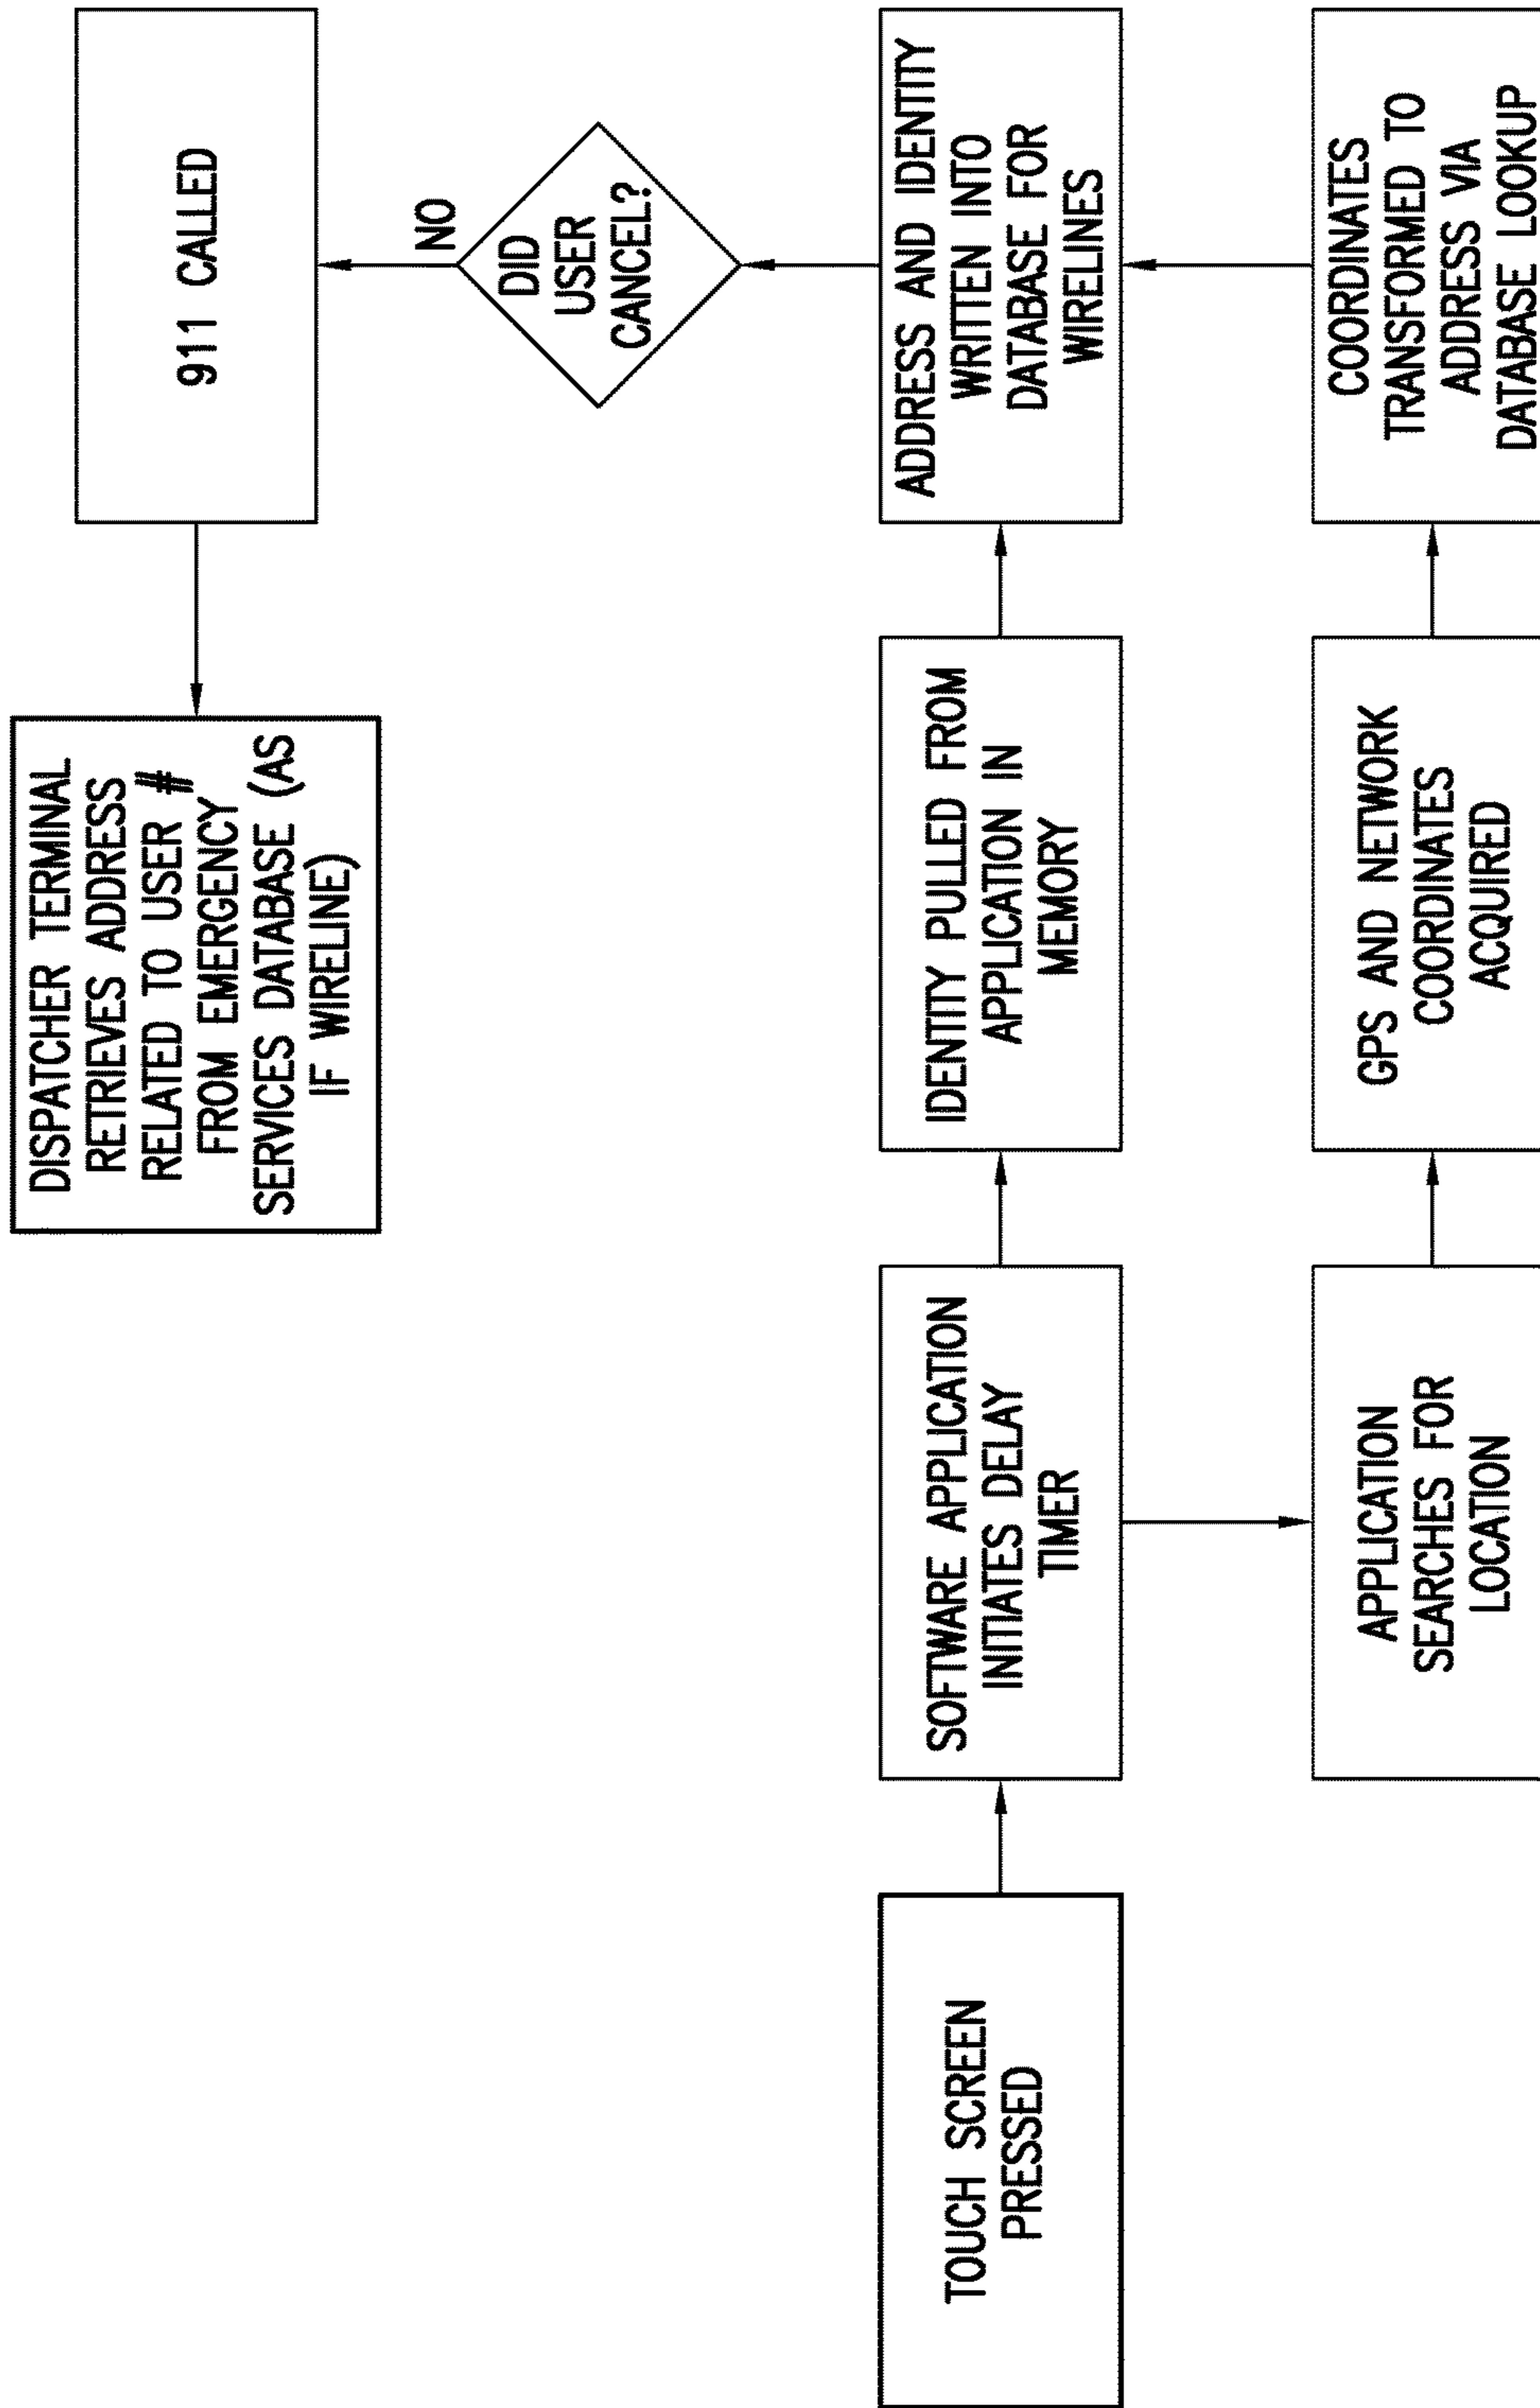 TOUCH SCREEN
PRESSED
SOFTWARE APPLICATION
INITIATES DELAY
TIMER
IDENTITY PULLED FROM
APPLICATION IN
MEMORY
ADDRESS AND IDENTITY
WRITTEN INTO
DATABASE FOR
WIRELINES
APPLICATION
SEARCHES FOR
LOCATION
GPS AND NETWORK
COORDINATES
ACQUIRED
COORDINATES
TRANSFORMED TO
ADDRESS VIA
DATABASE LOOKUP
DID
USER
CANCEL?
NO
911 CALLED
DISPATCHER TERMINAL
RETRIEVES ADDRESS
RELATED TO USER #
FROM EMERGENCY
SERVICES DATABASE (AS
IF WIRELINE)